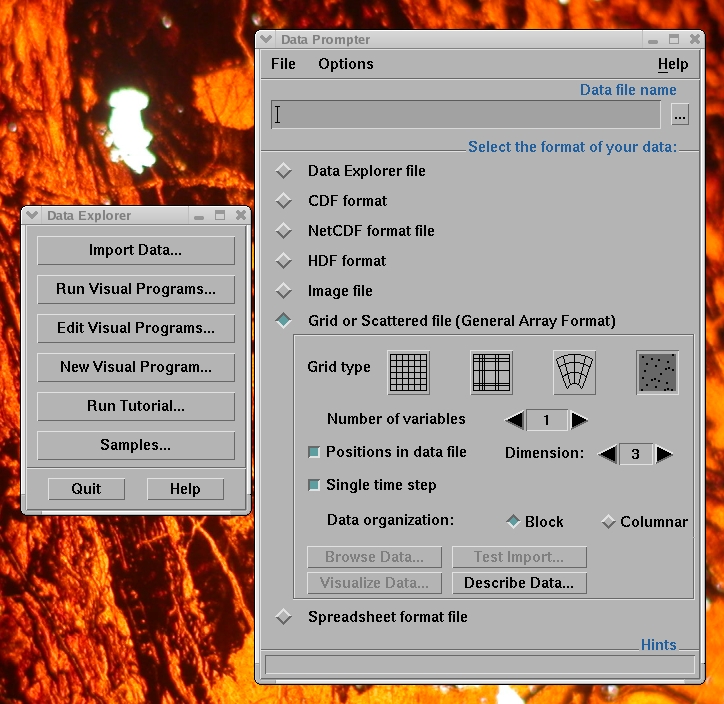 Data Explorer
Import Data...
Run Visual Programs...
Edit Visual Programs...
New Visual Program...
Run Tutorial...
Samples...
Quit Help
Data Prompter
File Options Help
Data file name
...
Select the format of your data:
Data Explorer file
CDF format
NetCDF format file
HDF format
Image file
Grid or Scattered file (General Array Format)
Grid type
Number of variables 1
Positions in data file Dimension: 3
Single time step
Data organization: Block Columnar
Browse Data... Test Import...
Visualize Data... Describe Data...
Spreadsheet format file
Hints